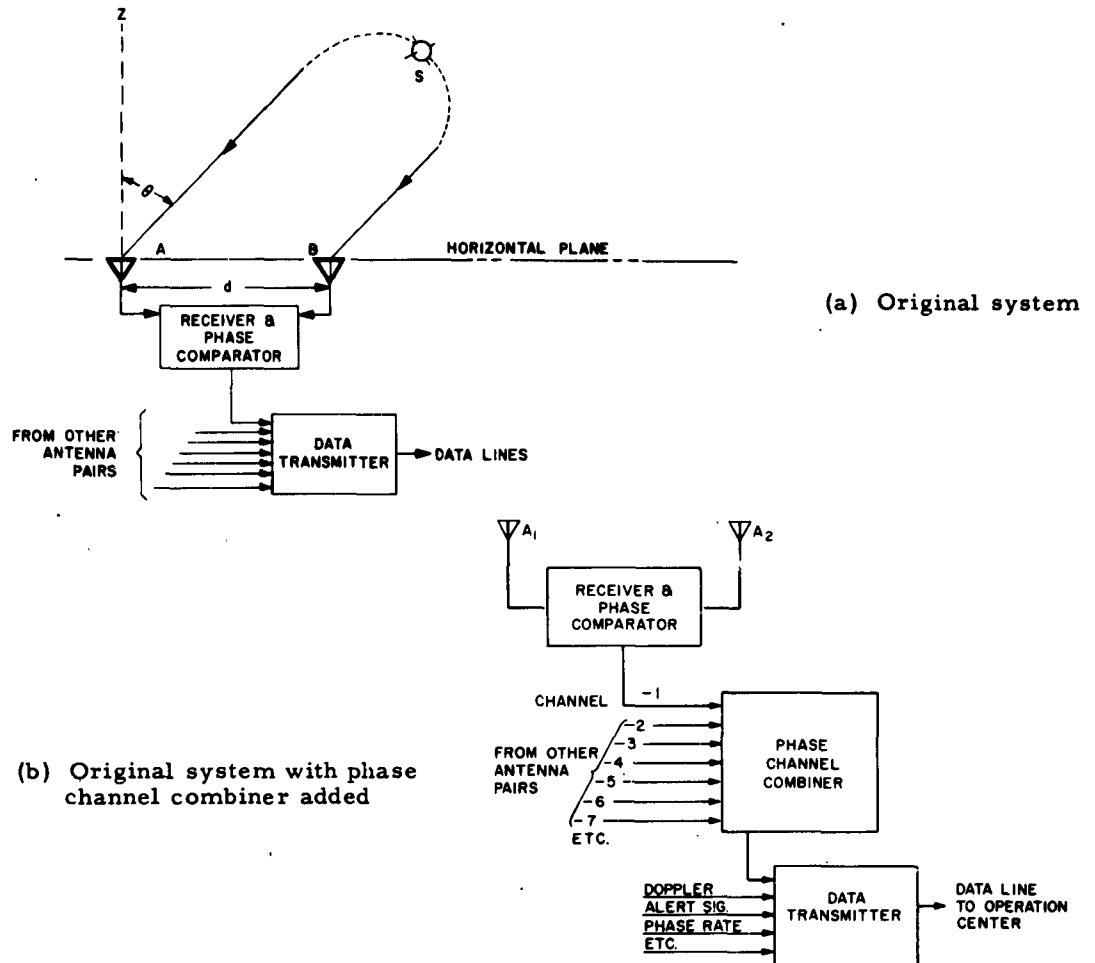 Z
S
θ
A
B
HORIZONTAL PLANE
d
RECEIVER &
PHASE
COMPARATOR
(a) Original system
FROM OTHER
ANTENNA
PAIRS
DATA
TRANSMITTER
DATA LINES
A1
A2
RECEIVER &
PHASE
COMPARATOR
CHANNEL
-1
-2
-3
-4
-5
-6
-7
ETC.
FROM OTHER
ANTENNA
PAIRS
PHASE
CHANNEL
COMBINER
(b) Original system with phase
channel combiner added
DOPPLER
ALERT SIG.
PHASE RATE
ETC.
DATA
TRANSMITTER
DATA LINE
TO OPERATION
CENTER